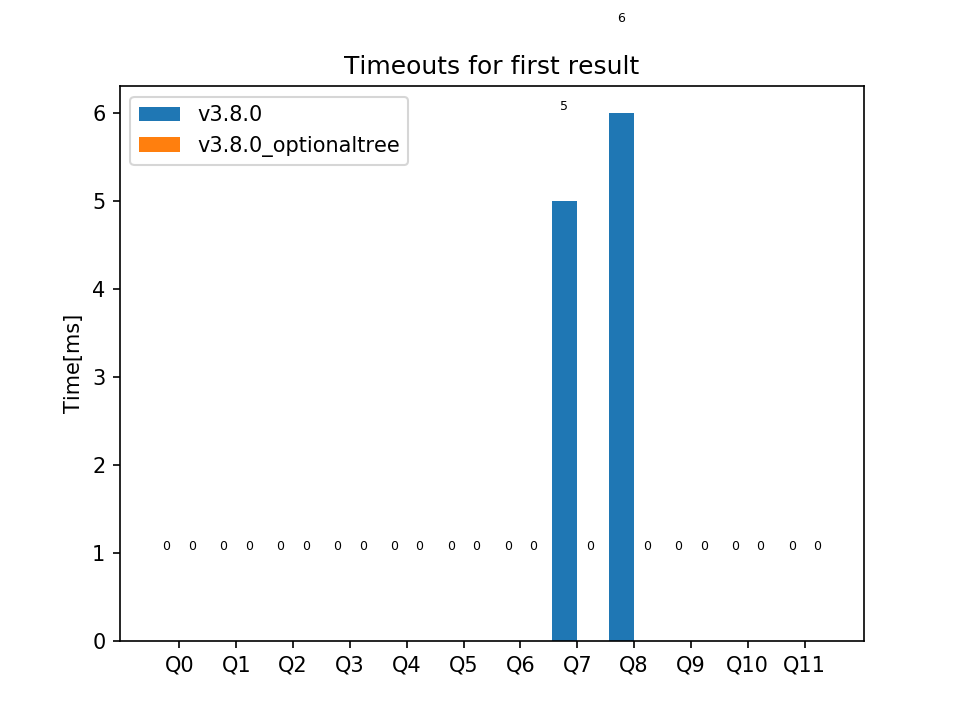 6
Timeouts for first result
v3.8.0
v3.8.0_optionaltree
5
Time[ms]
6
5
4
3
2
1
0
0 0 0 0 0 0 0 0 0 0 0 0 0 0 0 0 0 0 0 0 0 0
Q0 Q1 Q2 Q3 Q4 Q5 Q6 Q7 Q8 Q9 Q10 Q11